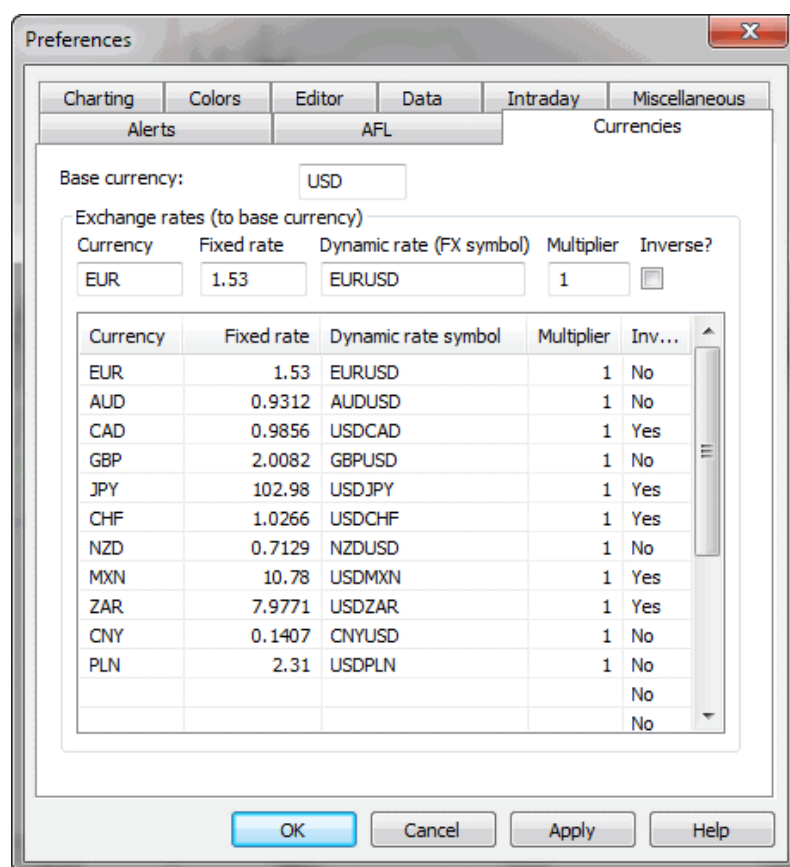 Preferences
Charting Colors Editor Data Intraday Miscellaneous
Alerts AFL Currencies
Base currency: USD
Exchange rates (to base currency)
Currency Fixed rate Dynamic rate (FX symbol) Multiplier Inverse?
EUR 1.53 EURUSD 1
Currency Fixed rate Dynamic rate symbol Multiplier Inv...
EUR 1.53 EURUSD 1 No
AUD 0.9312 AUDUSD 1 No
CAD 0.9856 USDCAD 1 Yes
GBP 2.0082 GBPUSD 1 No
JPY 102.98 USDJPY 1 Yes
CHF 1.0266 USDCHF 1 Yes
NZD 0.7129 NZDUSD 1 No
MXN 10.78 USDMXN 1 Yes
ZAR 7.9771 USDZAR 1 Yes
CNY 0.1407 CNYUSD 1 No
PLN 2.31 USDPLN 1 No
No
No
OK Cancel Apply Help